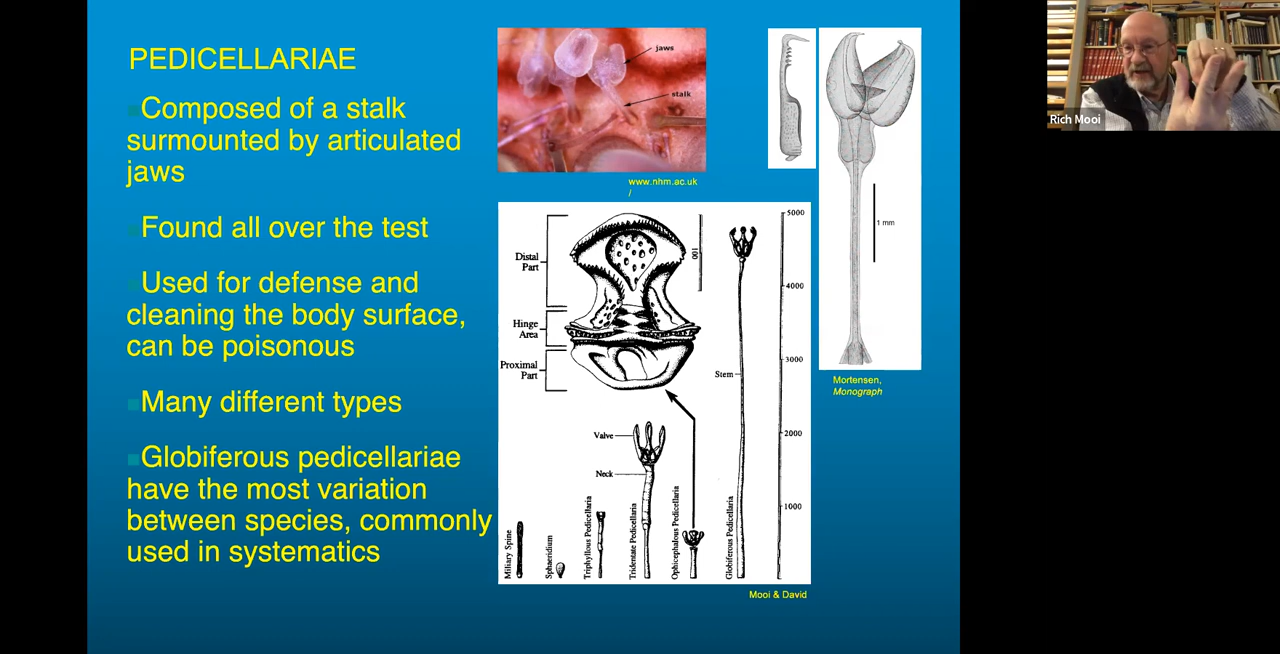 PEDICELLARIAE
Composed of a stalk
surmounted by articulated
jaws
Found all over the test
Used for defense and
cleaning the body surface,
can be poisonous
Many different types
Globiferous pedicellariae
have the most variation
between species, commonly
used in systematics
jaws
stalk
www.nhm.ac.uk
/
1 mm
Mortensen,
Monograph
Distal
Part
Hinge
Area
Proximal
Part
100
5000
4000
3000
2000
1000
Stem
Valve
Neck
Miliary Spine
Sphaeridium
Triphyllous Pedicellaria
Tridentate Pedicellaria
Ophicephalous Pedicellaria
Globiferous Pedicellaria
Mooi & David
Rich Mooi